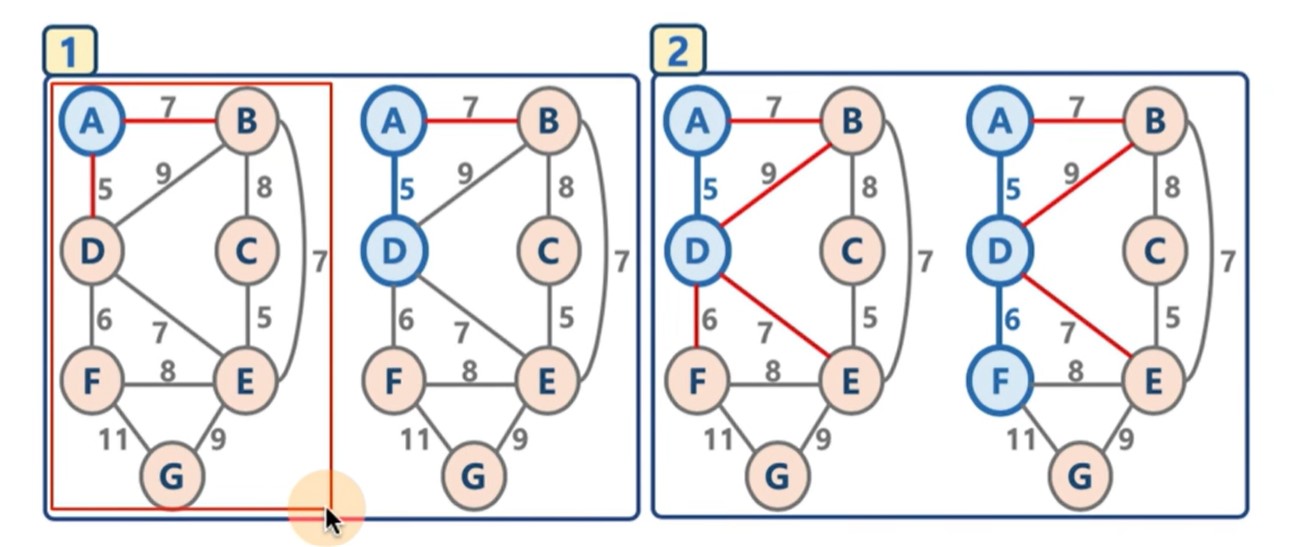 1
2
A 7 B A 7 B A 7 B A 7 B
5 9 8 5 9 8 5 9 8 5 9 8
D C 7 D C 7 D C 7 D C 7
6 7 5 6 7 5 6 7 5 6 7 5
F 8 E F 8 E F 8 E F 8 E
11 9 11 9 11 9 11 9
G G G G